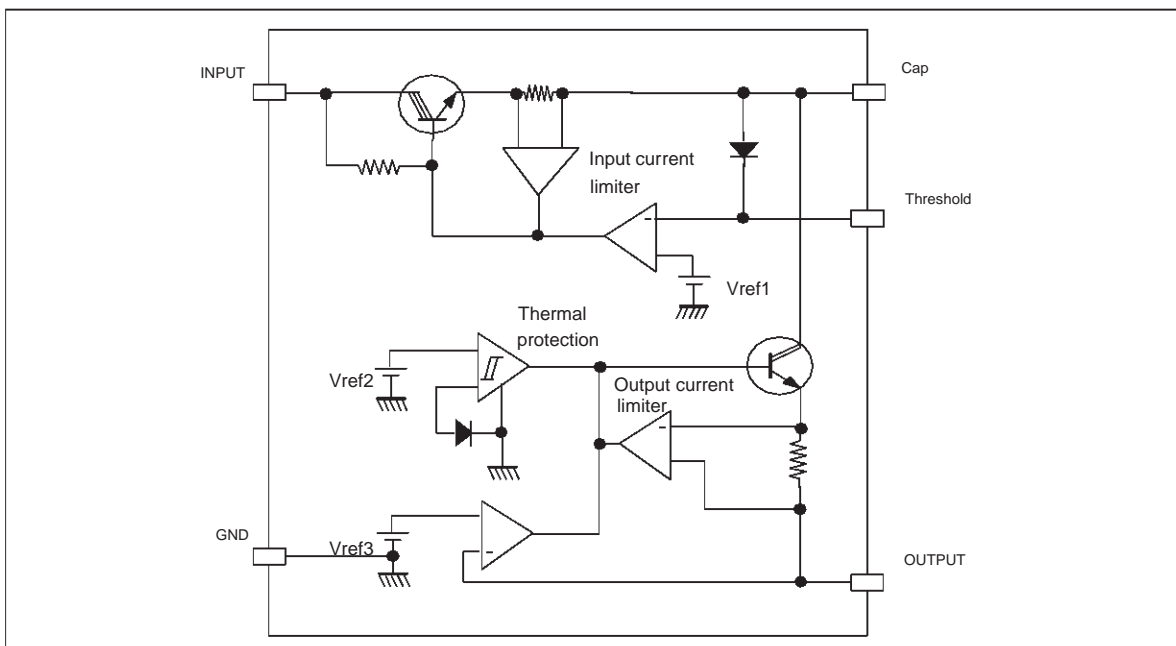 INPUT
Cap
Input current
limiter
Threshold
-
Vref1
Thermal
protection
Vref2
Output current
limiter
-
GND
Vref3
-
OUTPUT